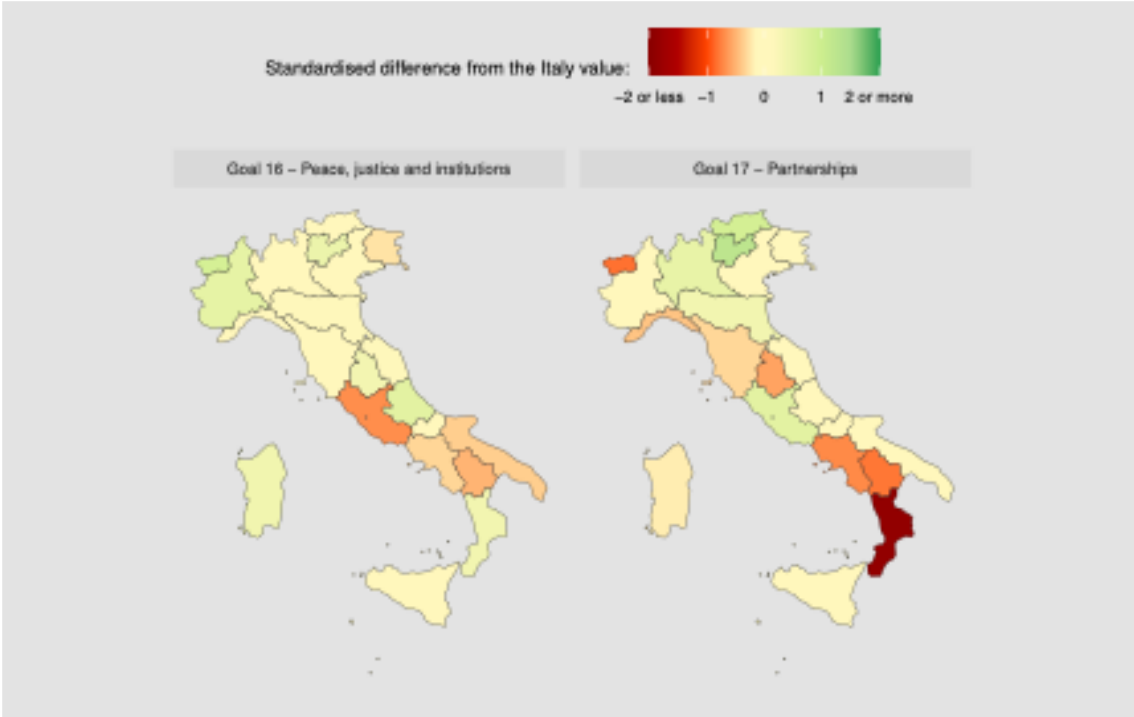 Standardised difference from the Italy value:
−2 or less −1 0 1 2 or more
Goal 16 − Peace, justice and institutions
Goal 17 − Partnerships